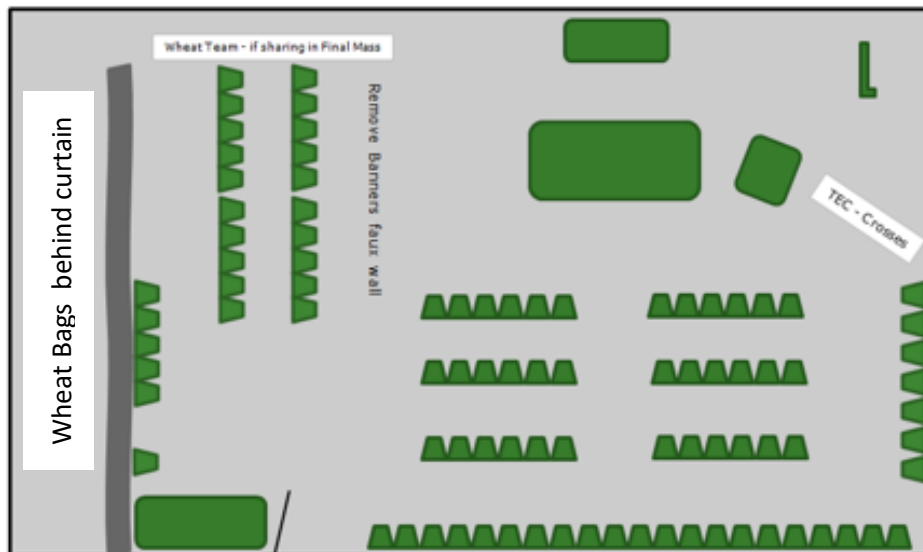 Wheat Team - if sharing in Final Mass
Wheat Bags behind curtain
Remove Banners faux wall
TEC - Crosses